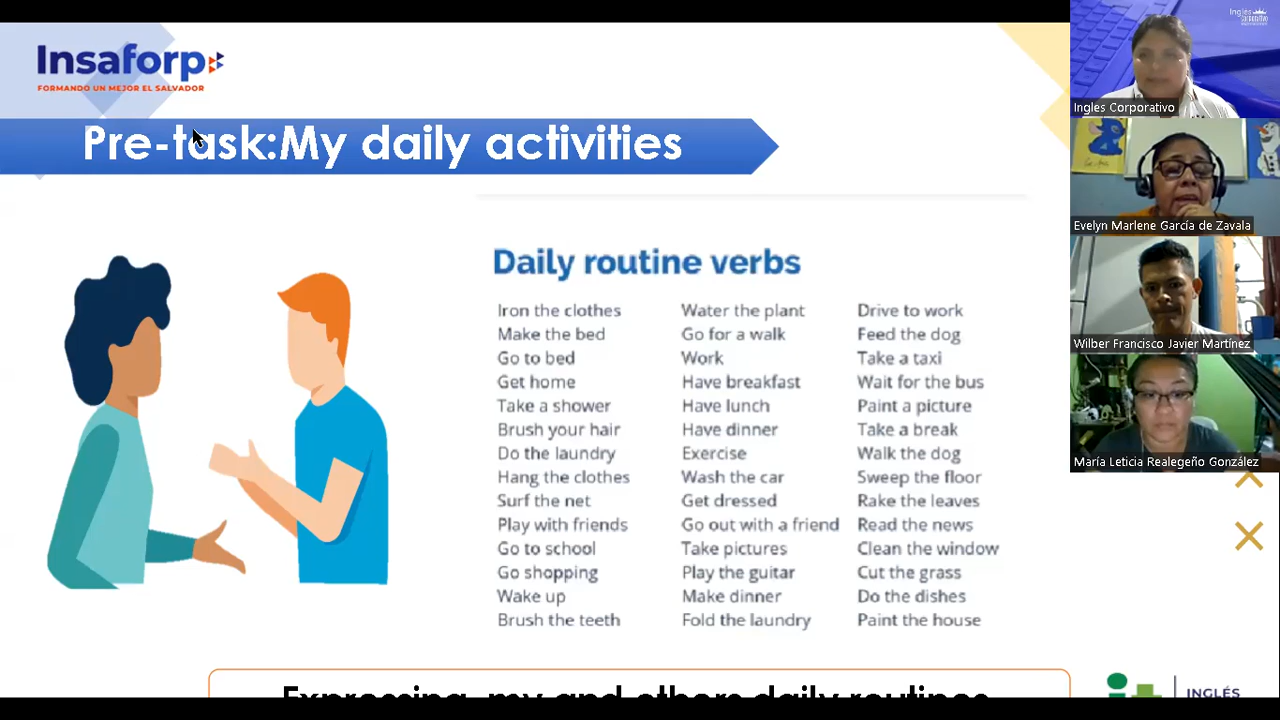 Insaforp
FORMANDO UN MEJOR EL SALVADOR
Pre-task:My daily activities
Daily routine verbs
Iron the clothes
Make the bed
Go to bed
Get home
Take a shower
Brush your hair
Do the laundry
Hang the clothes
Surf the net
Play with friends
Go to school
Go shopping
Wake up
Brush the teeth
Water the plant
Go for a walk
Work
Have breakfast
Have lunch
Have dinner
Exercise
Wash the car
Get dressed
Go out with a friend
Take pictures
Play the guitar
Make dinner
Fold the laundry
Drive to work
Feed the dog
Take a taxi
Wait for the bus
Paint a picture
Take a break
Walk the dog
Sweep the floor
Rake the leaves
Read the news
Clean the window
Cut the grass
Do the dishes
Paint the house
Expressing my and others daily routines
INGLÉS
Ingles Corporativo
Evelyn Marlene García de Zavala
Wilber Francisco Javier Martínez
María Leticia Realegeño González